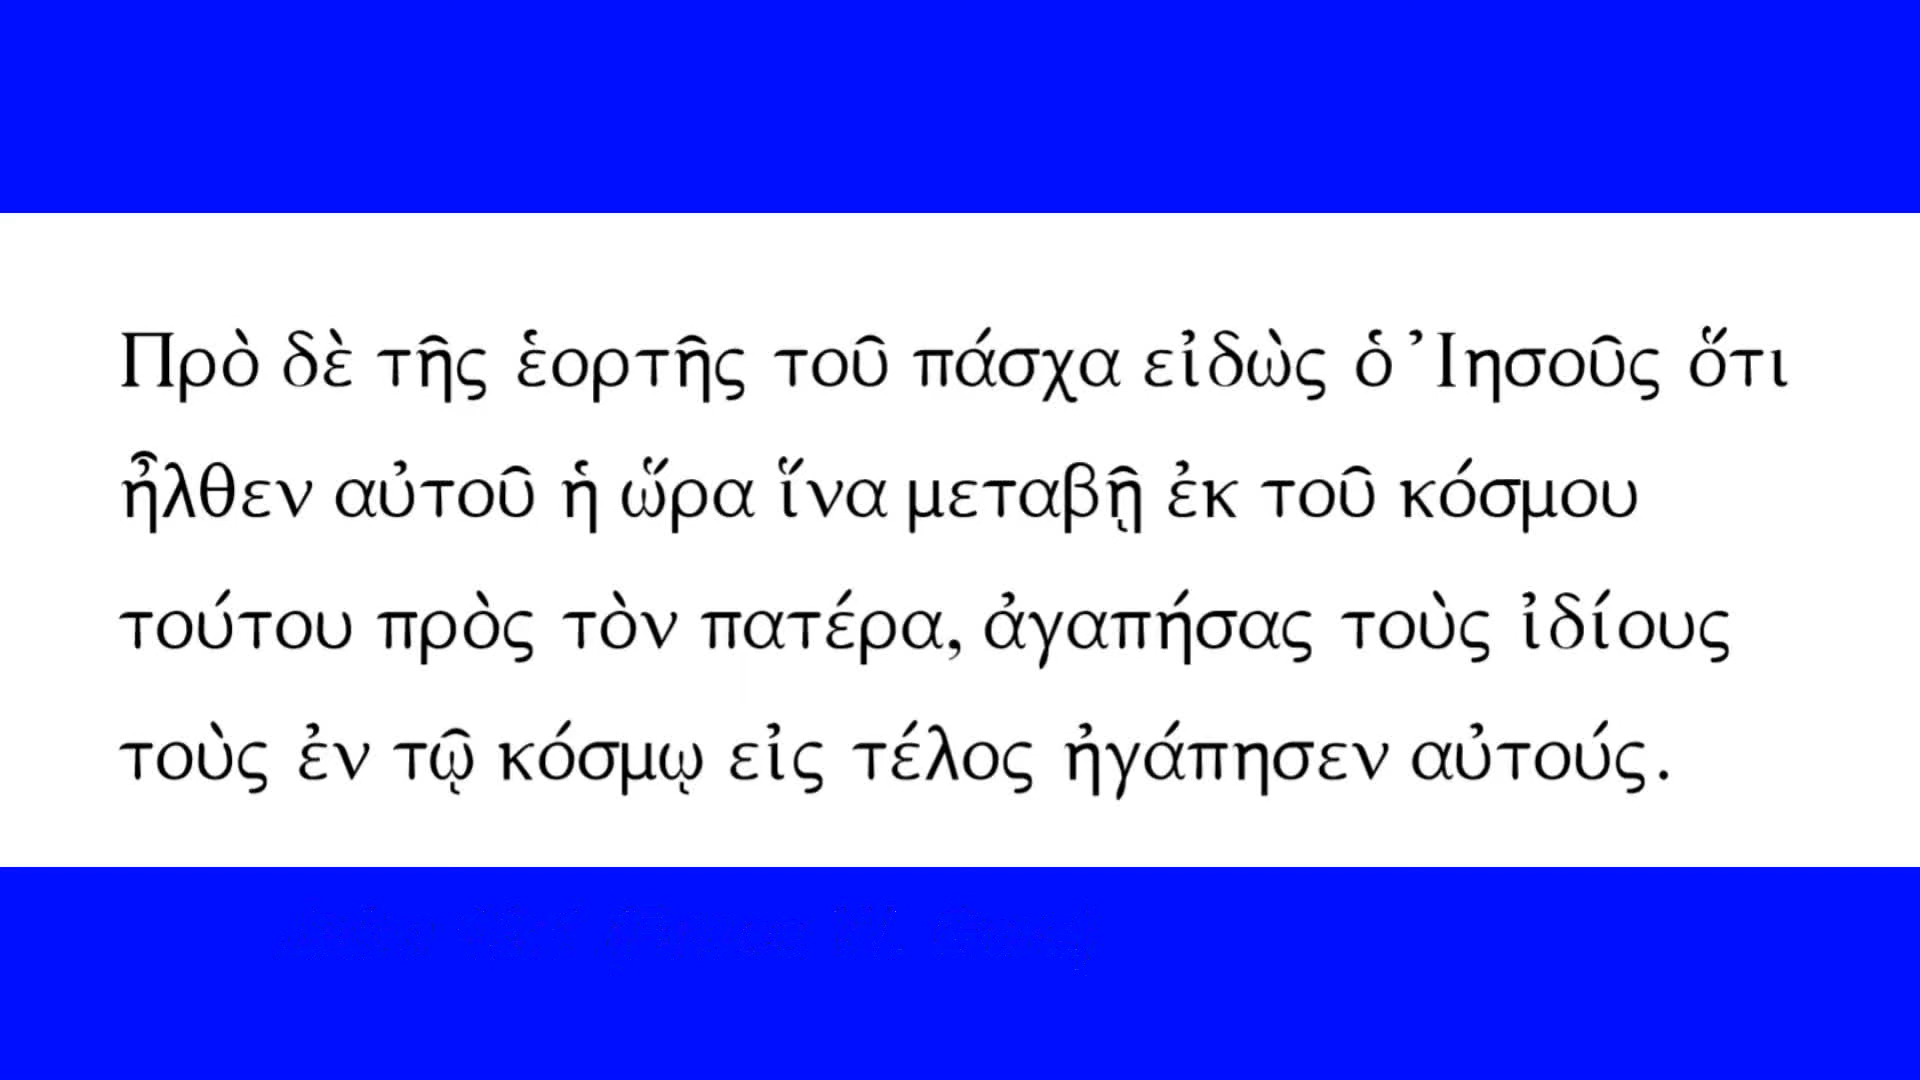 Πρὸ δὲ τῆς ἑορτῆς τοῦ πάσχα εἰδὼς ὁ Ἰησοῦς ὅτι
ἦλθεν αὐτοῦ ἡ ὥρα ἵνα μεταβῇ ἐκ τοῦ κόσμου
τούτου πρὸς τὸν πατέρα, ἀγαπήσας τοὺς ἰδίους
τοὺς ἐν τῷ κόσμῳ εἰς τέλος ἠγάπησεν αὐτούς.